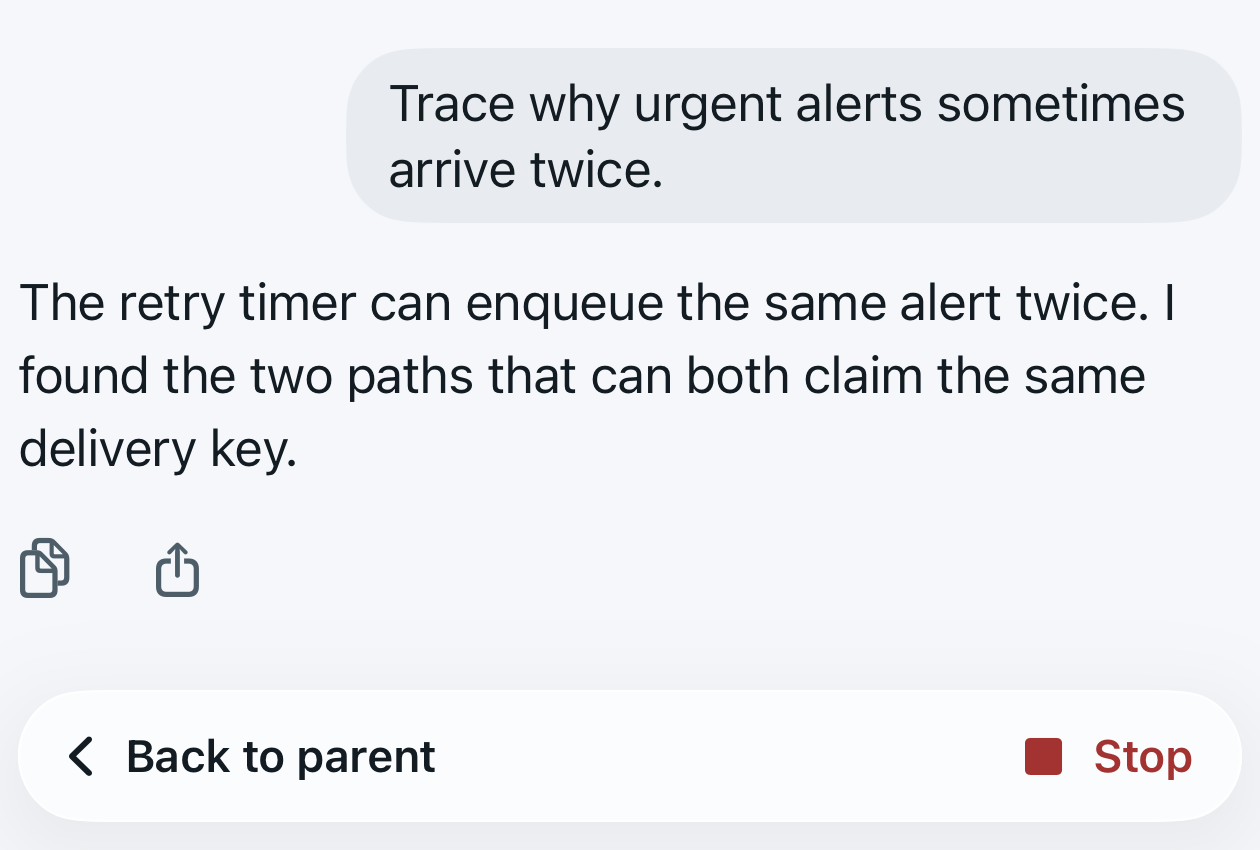 Trace why urgent alerts sometimes
arrive twice.
The retry timer can enqueue the same alert twice. I
found the two paths that can both claim the same
delivery key.
Back to parent
Stop